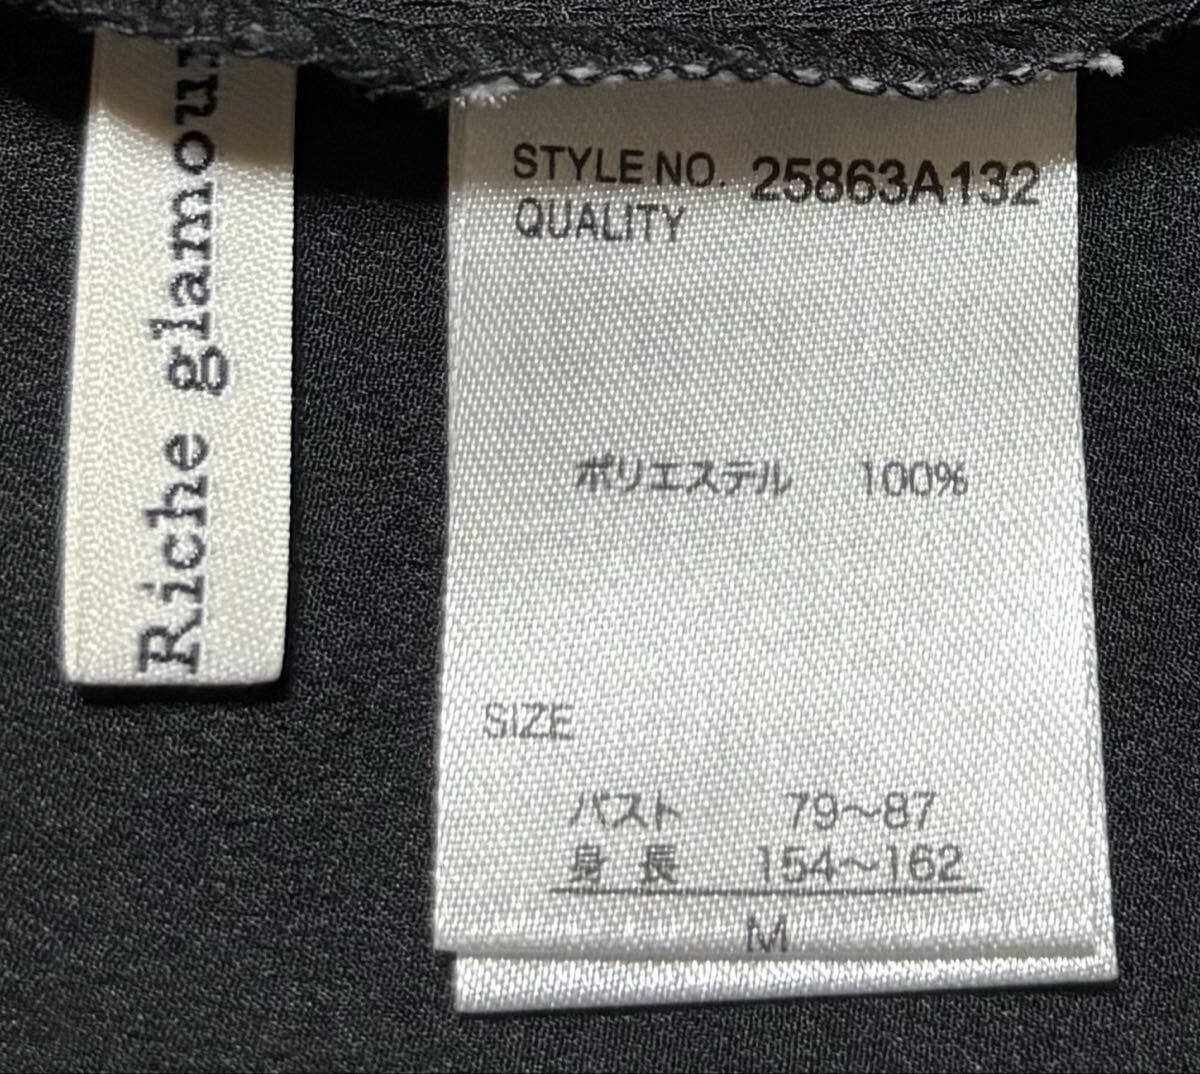 Riche glamour
STYLE NO. 25863A132
QUALITY
ポリエステル 100%
SIZE
バスト 79～87
身長 154～162
M